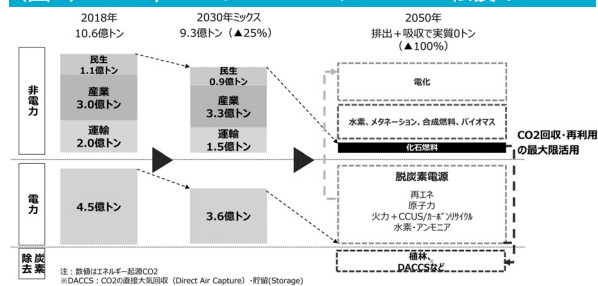 2018年
10.6億トン
2030年ミックス
9.3億トン（▲25%）
2050年
排出＋吸収で実質0トン
（▲100%）
非電力
民生
1.1億トン
産業
3.0億トン
運輸
2.0億トン
民生
0.9億トン
産業
3.3億トン
運輸
1.5億トン
電化
水素、メタネーション、合成燃料、バイオマス
化石燃料
CO2回収・再利用
の最大限活用
電力
4.5億トン
3.6億トン
脱炭素電源
再エネ
原子力
火力＋CCUS/カーボンリサイクル
水素・アンモニア
炭素除去
植林、
DACCSなど
注：数値はエネルギー起源CO2
※DACCS：CO2の直接大気回収（Direct Air Capture）・貯留(Storage)